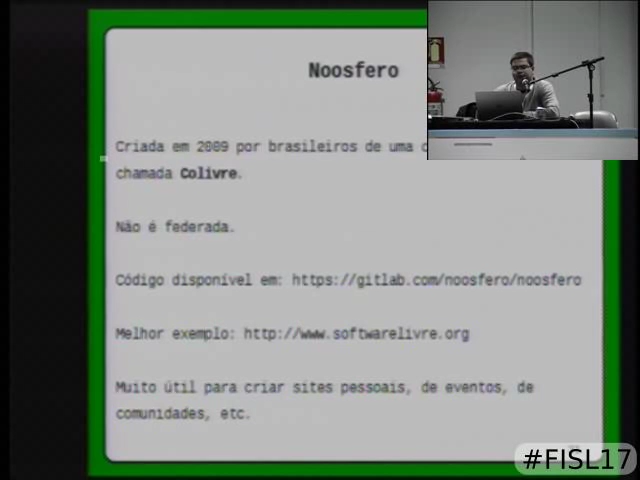 Noosfero
Criada em 2009 por brasileiros de uma
chamada Colivre.
Não é federada.
Código disponível em: https://gitlab.com/noosfero/noosfero
Melhor exemplo: http://www.softwarelivre.org
Muito útil para criar sites pessoais, de eventos, de
comunidades, etc.
#FISL17